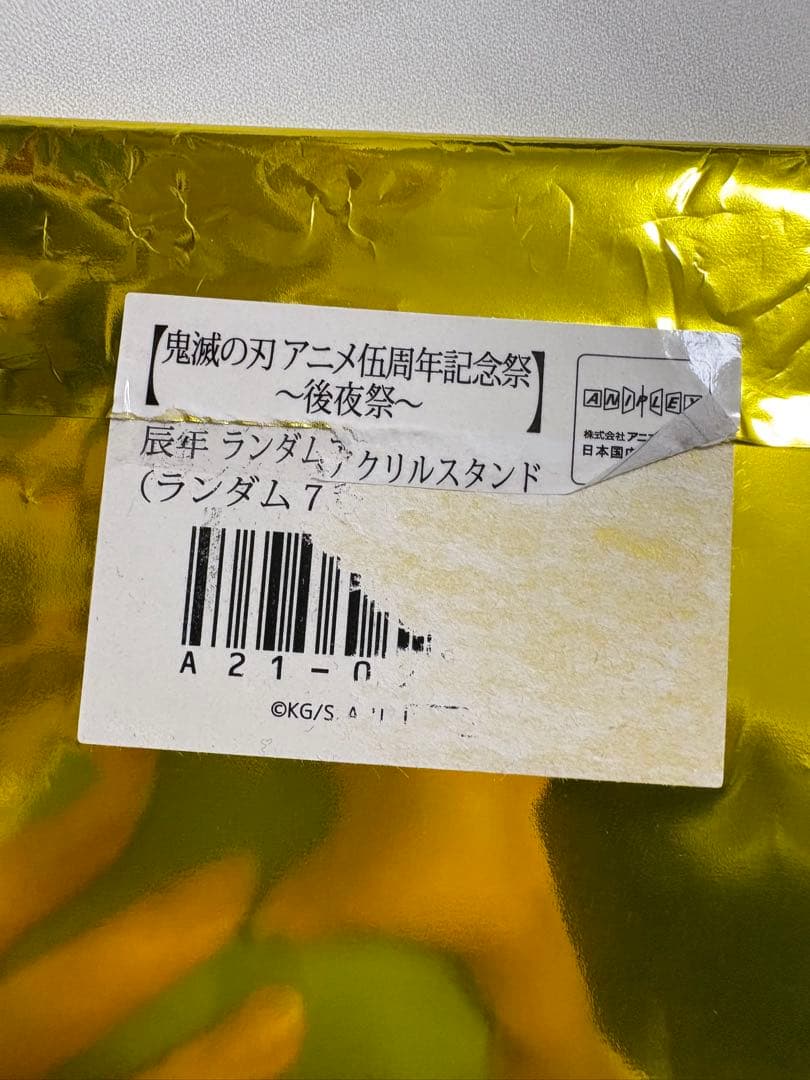 【鬼滅の刃 アニメ伍周年記念祭
～後夜祭～】
ANIPLEX
株式会社 アニ
日本国
辰年 ランダムアクリルスタンド
（ランダム 7
A21-0
©KG/S